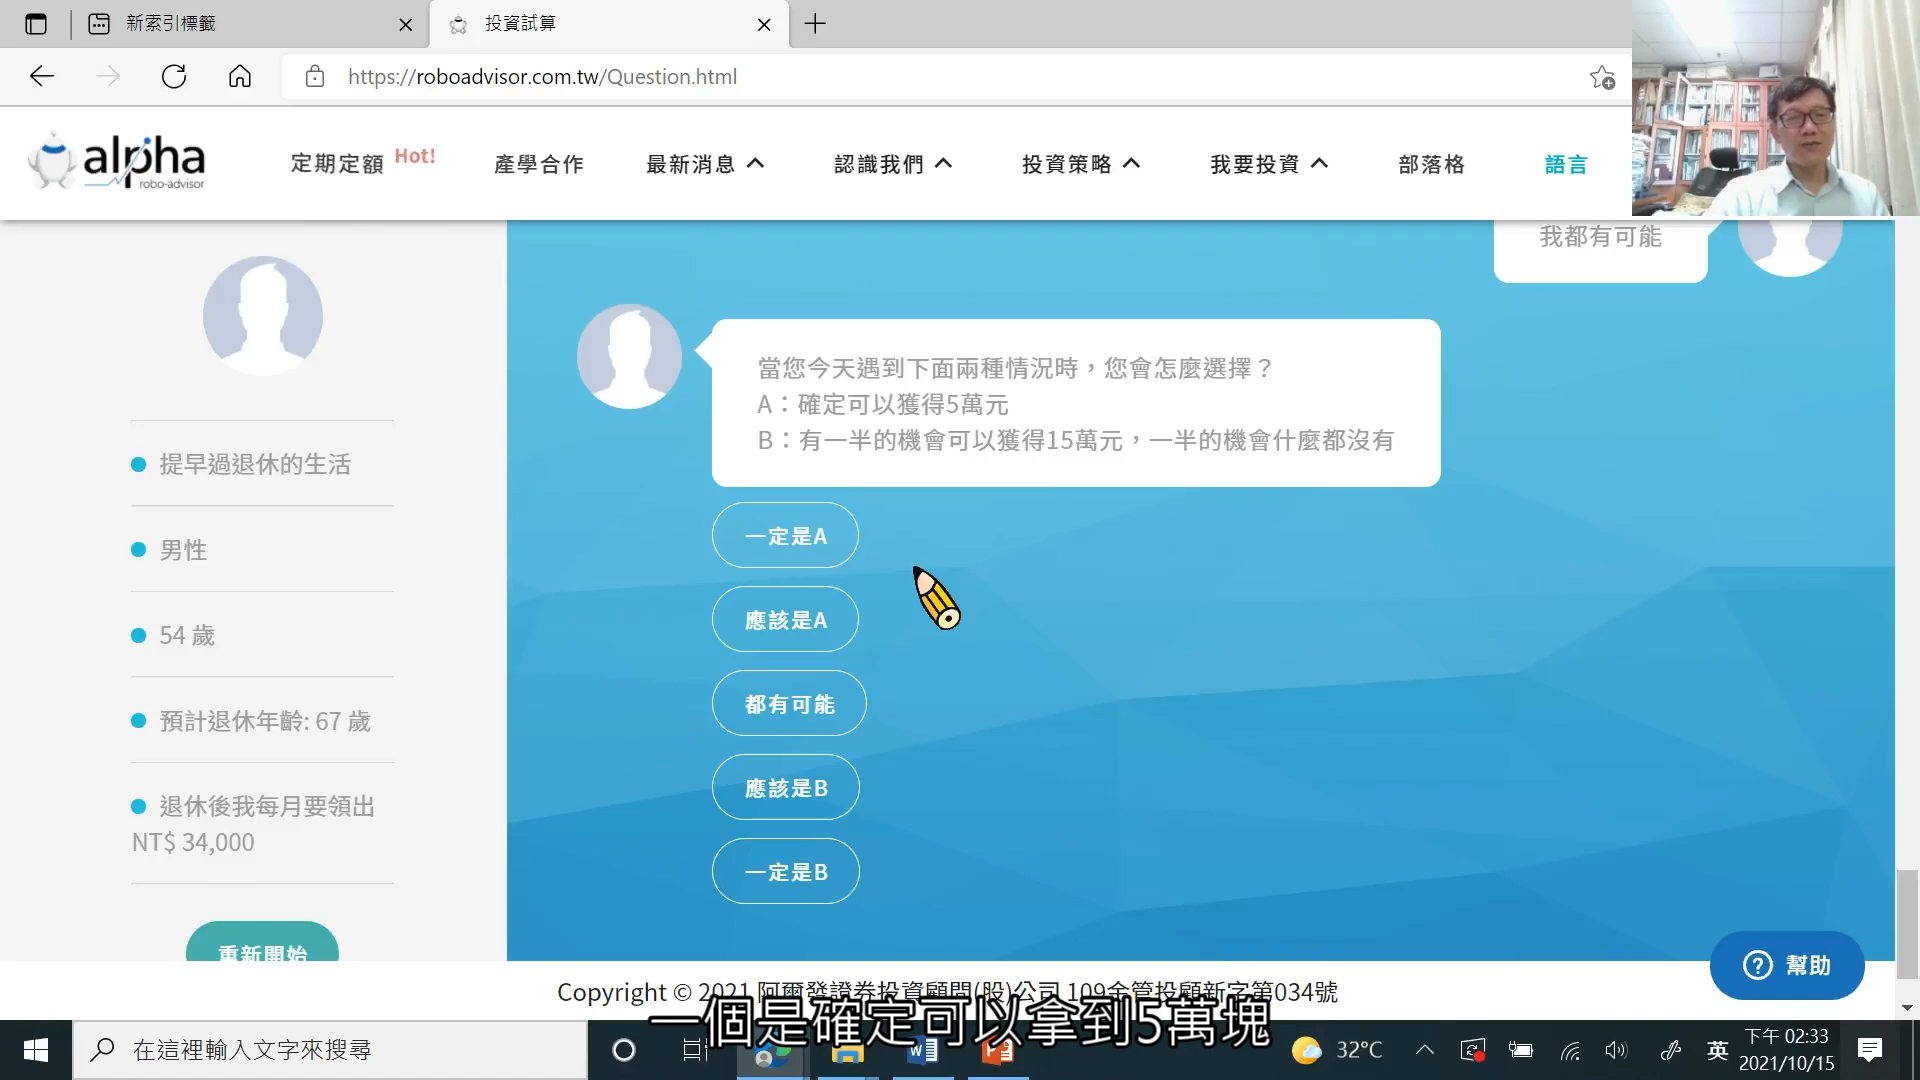 新索引標籤
投資試算
https://roboadvisor.com.tw/Question.html
alpha
robo-advisor
定期定額 Hot!
產學合作
最新消息
認識我們
投資策略
我要投資
部落格
語言
我都有可能
當您今天遇到下面兩種情況時，您會怎麼選擇？
A：確定可以獲得5萬元
B：有一半的機會可以獲得15萬元，一半的機會什麼都沒有
一定是A
應該是A
都有可能
應該是B
一定是B
提早過退休的生活
男性
54 歲
預計退休年齡: 67 歲
退休後我每月要領出
NT$ 34,000
重新開始
幫助
Copyright © 2021 阿爾發證券投資顧問(股)公司 109金管投顧新字第034號
一個是確定可以拿到5萬塊
在這裡輸入文字來搜尋
32°C
英
下午 02:33
2021/10/15